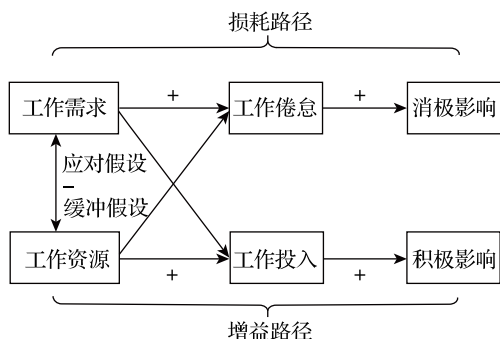 损耗路径
+
+
工作需求
工作倦怠
消极影响
应对假设
–
缓冲假设
工作资源
工作投入
积极影响
+
+
增益路径